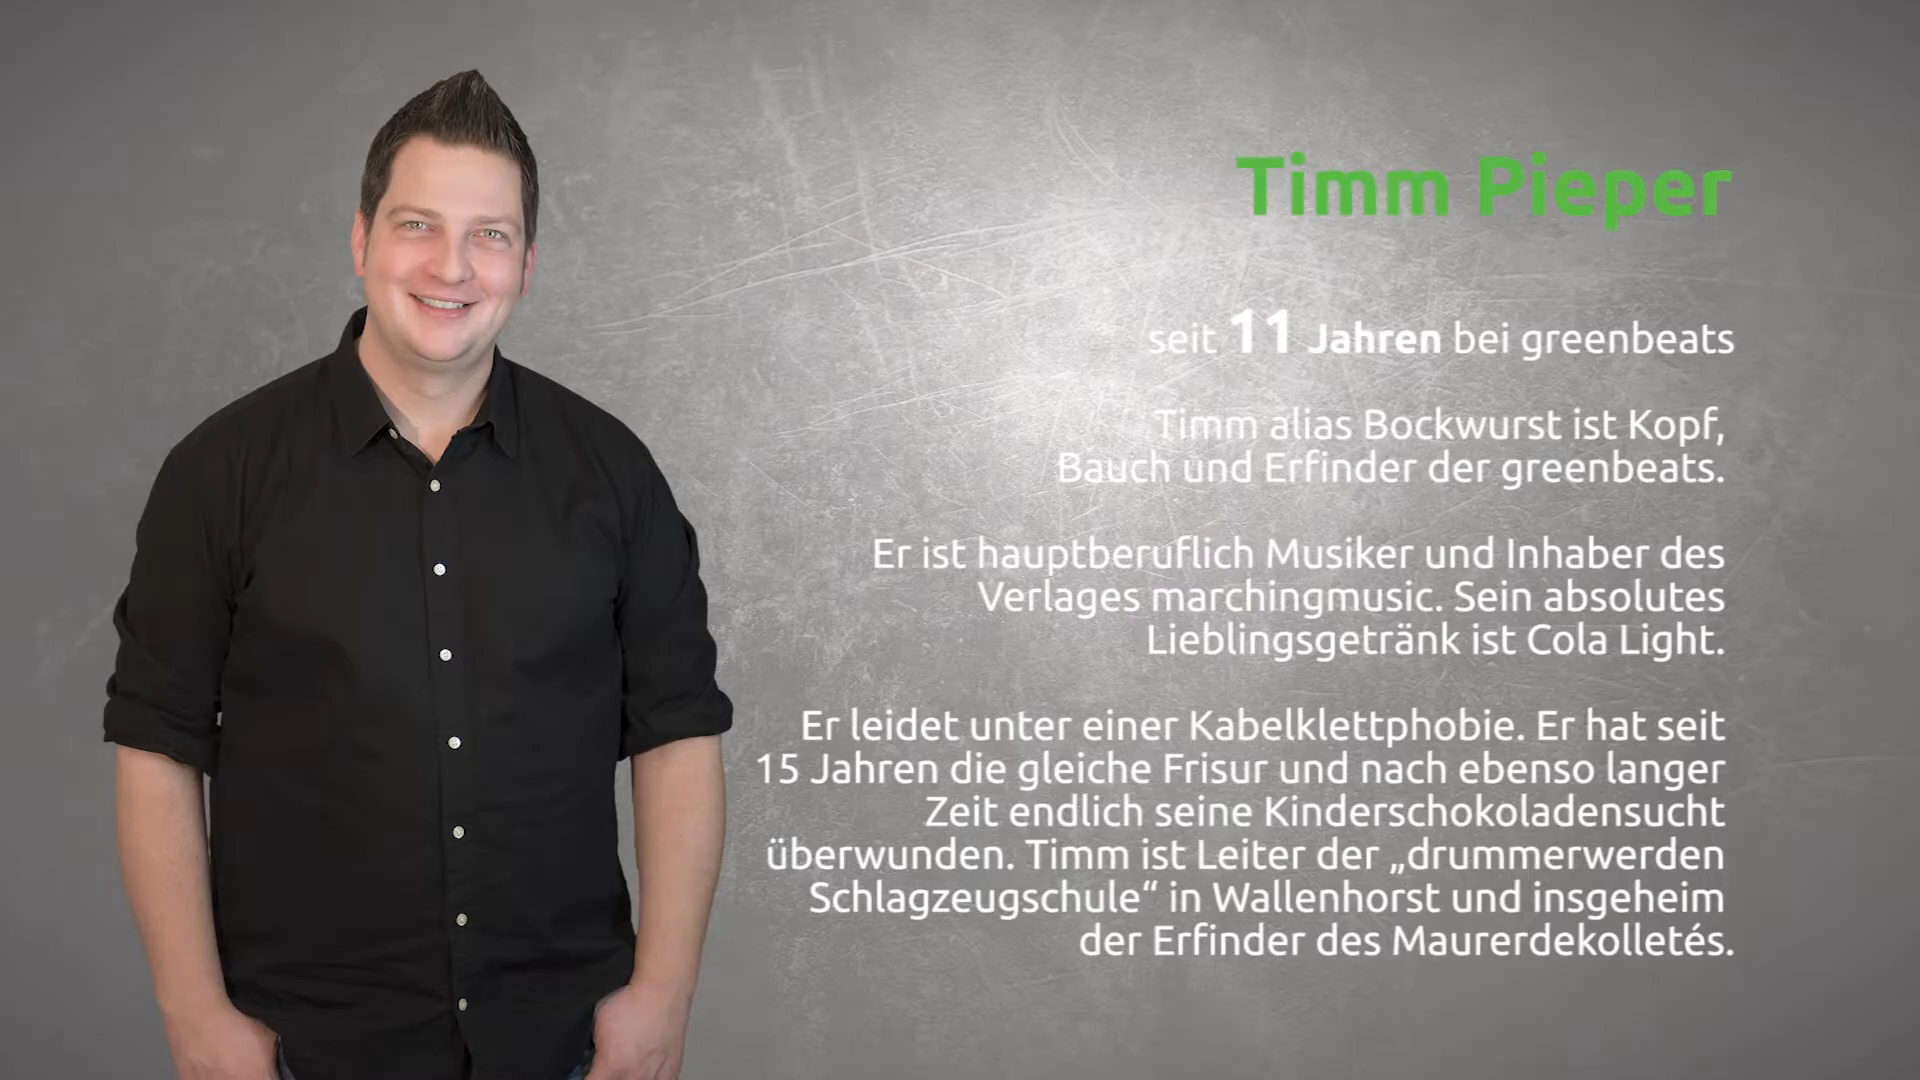 Timm Pieper
seit 11 Jahren bei greenbeats
Timm alias Bockwurst ist Kopf,
Bauch und Erfinder der greenbeats.
Er ist hauptberuflich Musiker und Inhaber des
Verlages marchingmusic. Sein absolutes
Lieblingsgetränk ist Cola Light.
Er leidet unter einer Kabelklettphobie. Er hat seit
15 Jahren die gleiche Frisur und nach ebenso langer
Zeit endlich seine Kinderschokoladensucht
überwunden. Timm ist Leiter der „drummerwerden
Schlagzeugschule“ in Wallenhorst und insgeheim
der Erfinder des Maurerdekolletés.